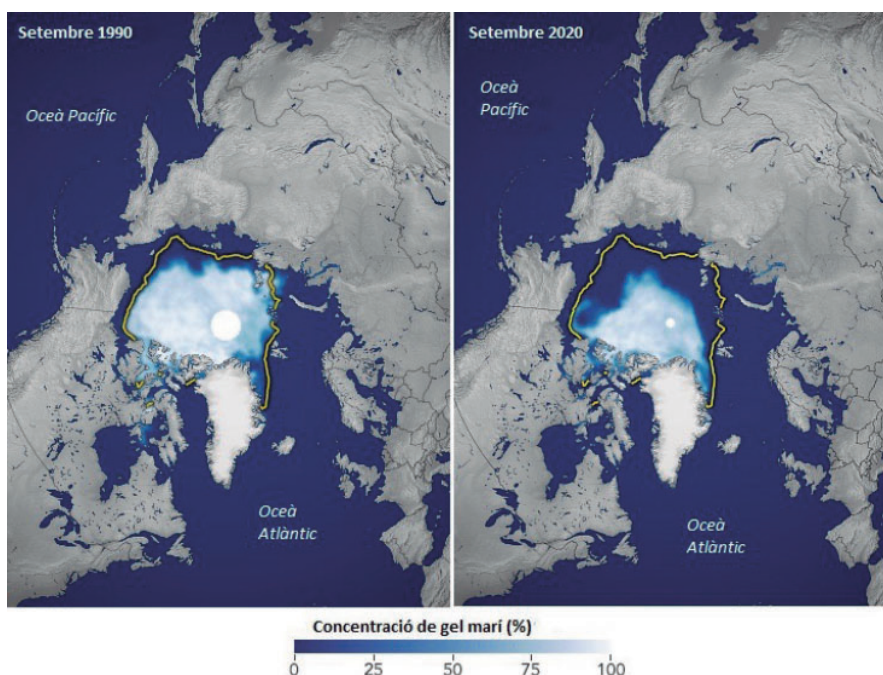 Setembre 1990
Oceà Pacífic
Oceà
Atlàntic
Setembre 2020
Oceà
Pacífic
Oceà
Atlàntic
Concentració de gel marí (%)
0 25 50 75 100